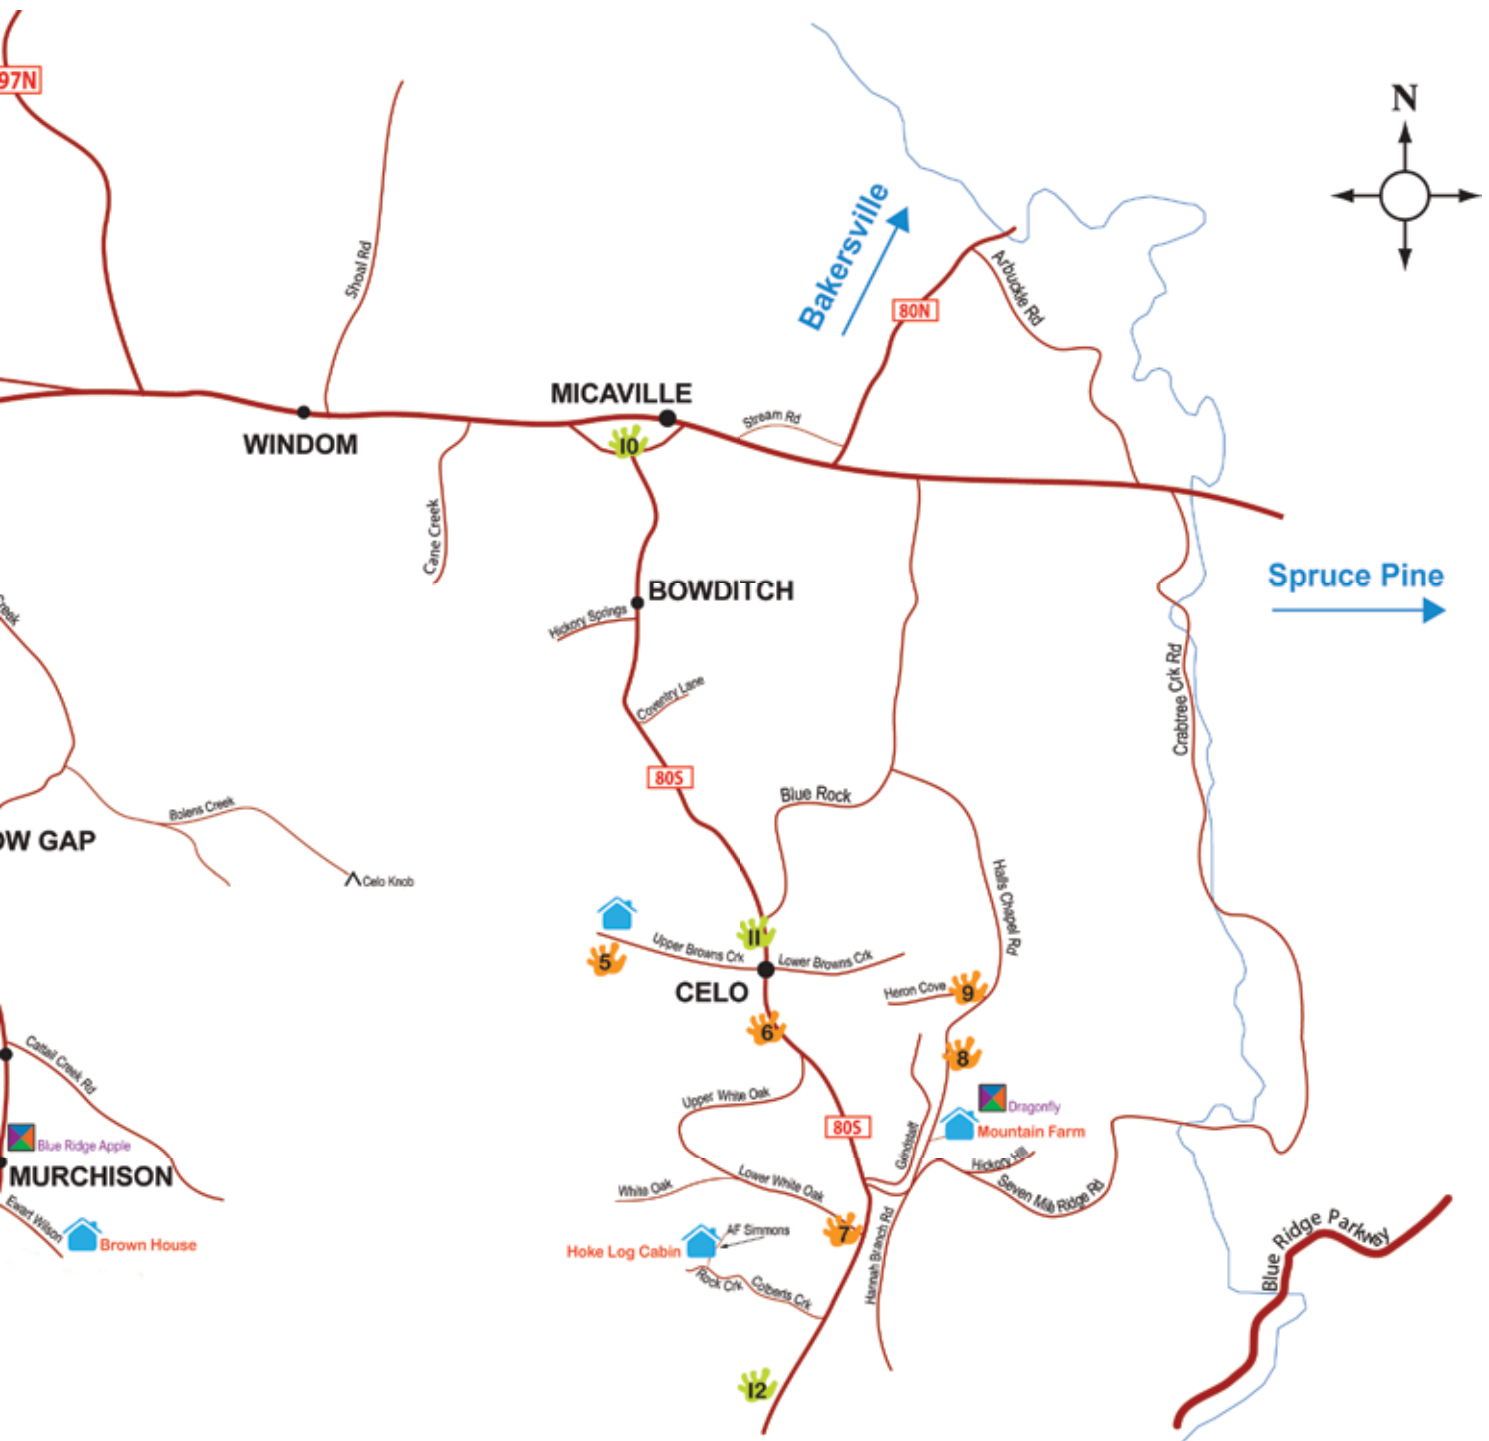 97N
N
Shoal Rd
Bakersville
Arbuckle Rd
80N
MICAVILLE
Stream Rd
WINDOM
10
Cane Creek
Spruce Pine
BOWDITCH
Hickory Springs
Creek
Coventry Lane
Crabtree Crk Rd
80S
Blue Rock
Bolens Creek
OW GAP
Celo Knob
Halls Chapel Rd
11
Upper Browns Crk
Lower Browns Crk
5
CELO
Heron Cove
9
6
8
Cattail Creek Rd
Upper White Oak
Dragonfly
80S
Mountain Farm
Blue Ridge Apple
Grindstaff
Hickory Hill
MURCHISON
White Oak
Lower White Oak
Seven Mile Ridge Rd
Ewart Wilson
7
AF Simmons
Brown House
Hoke Log Cabin
Hannah Branch Rd
Blue Ridge Parkway
Rock Crk
Colberts Crk
12